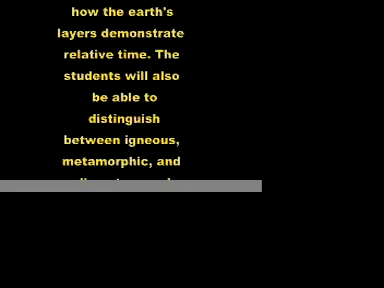 how the earth's
layers demonstrate
relative time. The
students will also
be able to
distinguish
between igneous,
metamorphic, and